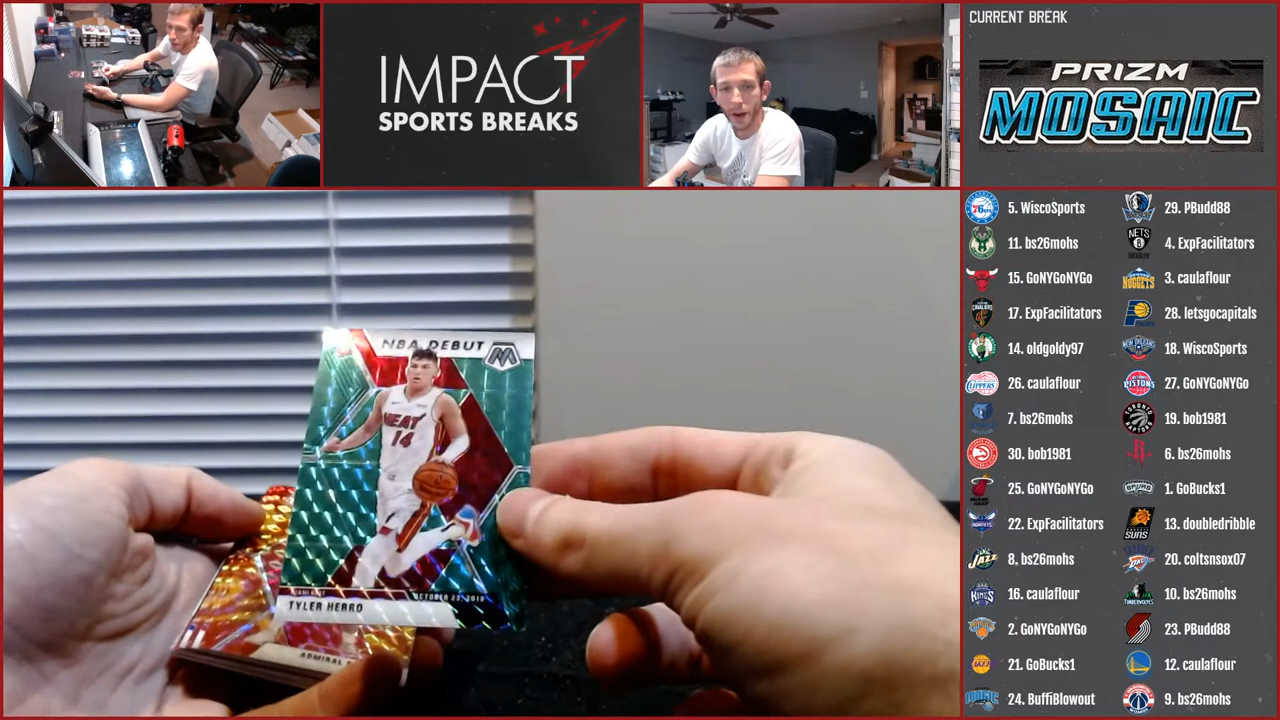 IMPACT
SPORTS BREAKS
CURRENT BREAK
PRIZM
MOSAIC
5. WiscoSports
29. PBudd88
11. bs26mohs
4. ExpFacilitators
15. GoNYGoNYGo
3. caulaflour
17. ExpFacilitators
28. letsgocapitals
14. oldgoldy97
18. WiscoSports
26. caulaflour
27. GoNYGoNYGo
7. bs26mohs
19. bob1981
30. bob1981
6. bs26mohs
25. GoNYGoNYGo
1. GoBucks1
22. ExpFacilitators
13. doubledribble
8. bs26mohs
20. coltsnsox07
16. caulaflour
10. bs26mohs
2. GoNYGoNYGo
23. PBudd88
21. GoBucks1
12. caulaflour
24. BuffiBlowout
9. bs26mohs
NBA DEBUT
HEAT
14
MIAMI HEAT
OCTOBER 23, 2019
TYLER HERRO
ADMIRAL